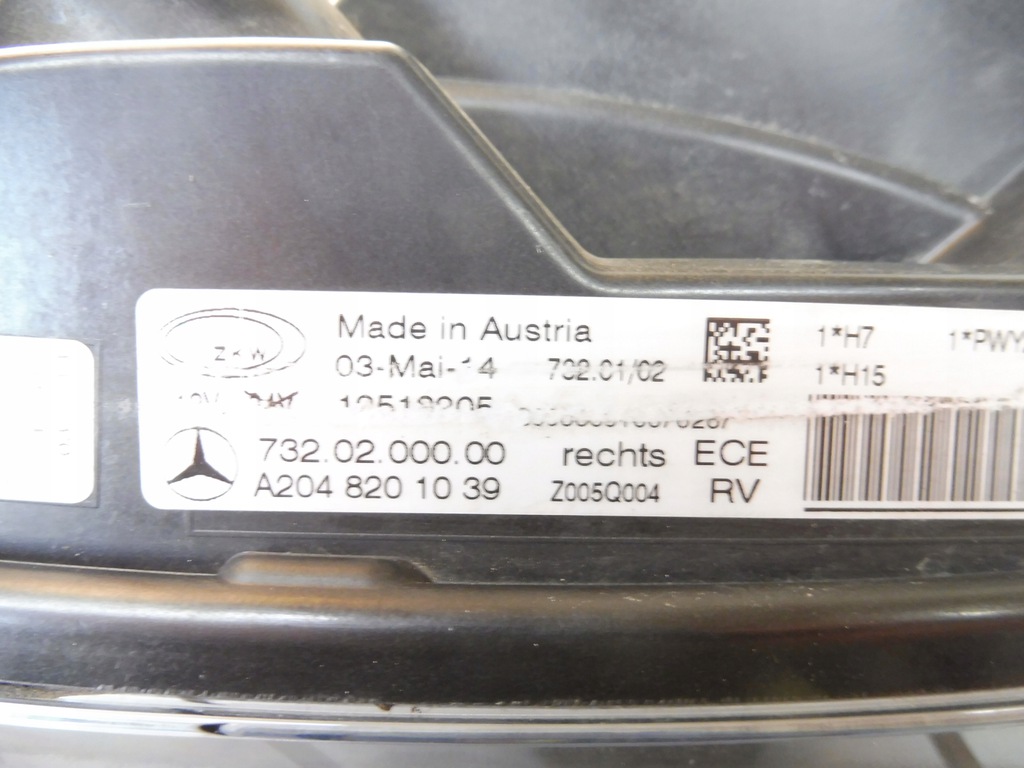 ZKW
Made in Austria
03-Mai-14 732.01/02
1*H7
1*H15
732.02.000.00 rechts ECE
A204 820 10 39 Z005Q004 RV